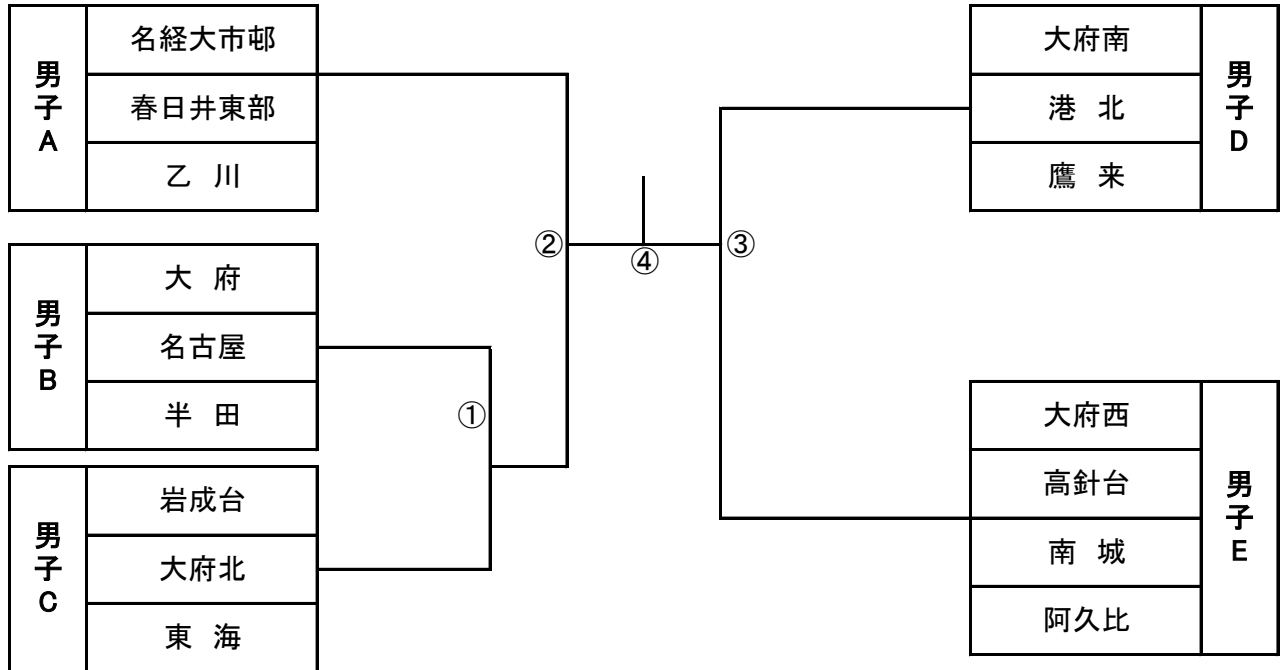 男子A
名経大市邨
春日井東部
乙 川
男子B
大 府
名古屋
半 田
男子C
岩成台
大府北
東 海
①
②
④
③
大府南
港 北
鷹 来
男子D
大府西
高針台
南 城
阿久比
男子E